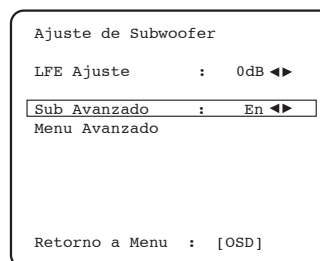 Ajuste de Subwoofer
LFE Ajuste : 0dB ◄►
Sub Avanzado : En ◄►
Menu Avanzado
Retorno a Menu : [OSD]